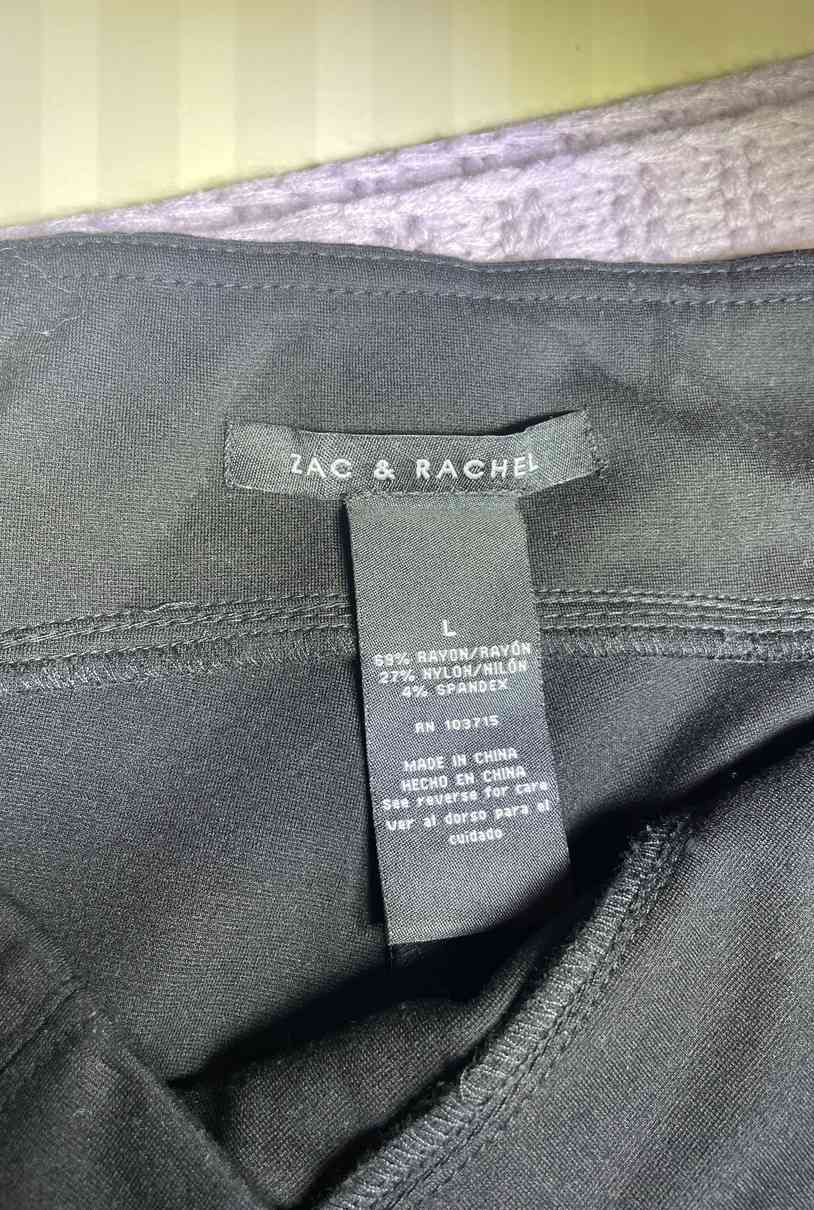 ZAC & RACHEL
L
69% RAYON/RAYÓN
27% NYLON/NILÓN
4% SPANDEX
RN 103715
MADE IN CHINA
HECHO EN CHINA
See reverse for care
Ver al dorso para el
cuidado